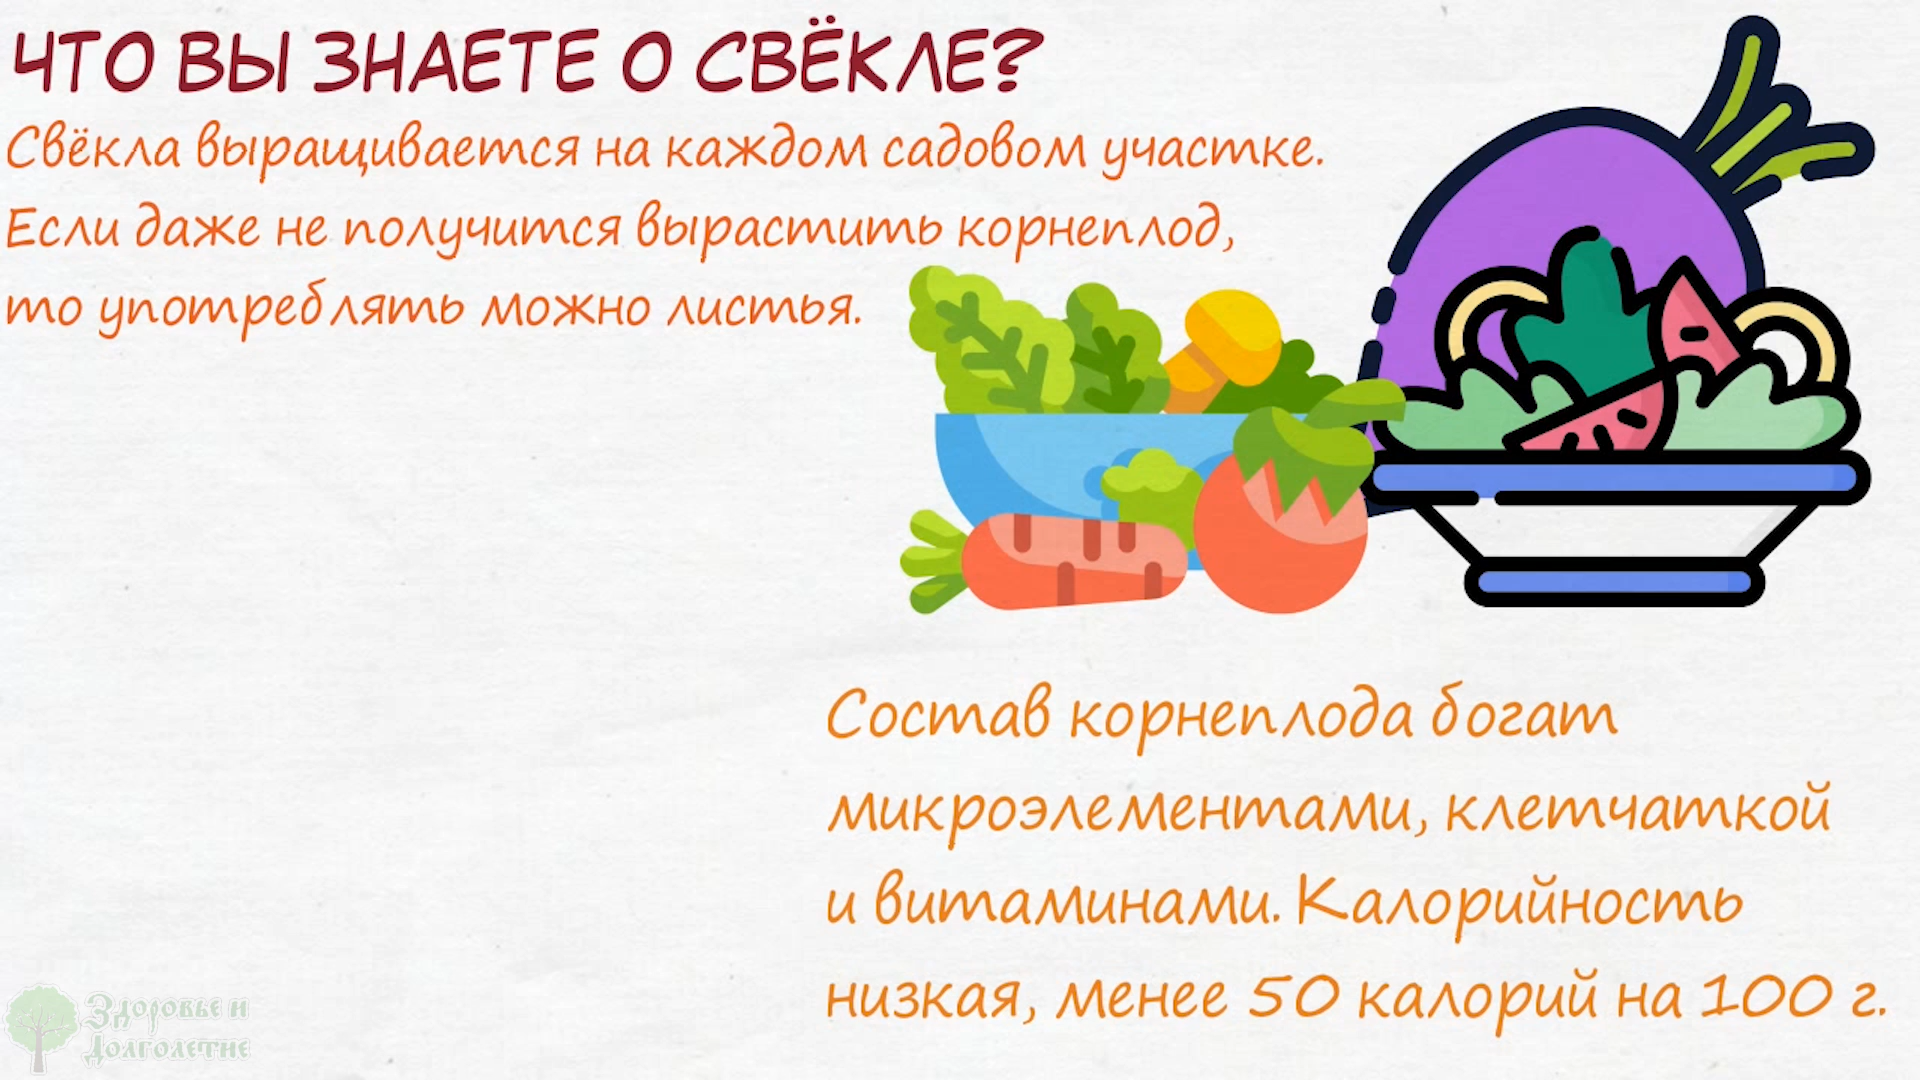 ЧТО ВЫ ЗНАЕТЕ О СВЁКЛЕ?
Свёкла выращивается на каждом садовом участке.
Если даже не получится вырастить корнеплод,
то употреблять можно листья.
Состав корнеплода богат
микроэлементами, клетчаткой
и витаминами. Калорийность
низкая, менее 50 калорий на 100 г.
Здоровье и
Долголетие